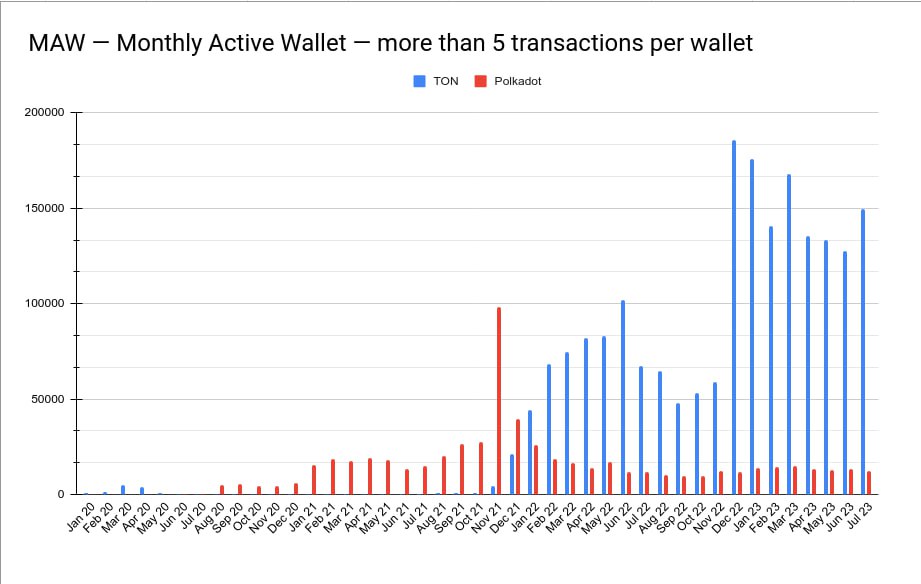 MAW — Monthly Active Wallet — more than 5 transactions per wallet
TON Polkadot
200000
150000
100000
50000
0
Jan 20 Feb 20 Mar 20 Apr 20 May 20 Jun 20 Jul 20 Aug 20 Sep 20 Oct 20 Nov 20 Dec 20 Jan 21 Feb 21 Mar 21 Apr 21 May 21 Jun 21 Jul 21 Aug 21 Sep 21 Oct 21 Nov 21 Dec 21 Jan 22 Feb 22 Mar 22 Apr 22 May 22 Jun 22 Jul 22 Aug 22 Sep 22 Oct 22 Nov 22 Dec 22 Jan 23 Feb 23 Mar 23 Apr 23 May 23 Jun 23 Jul 23